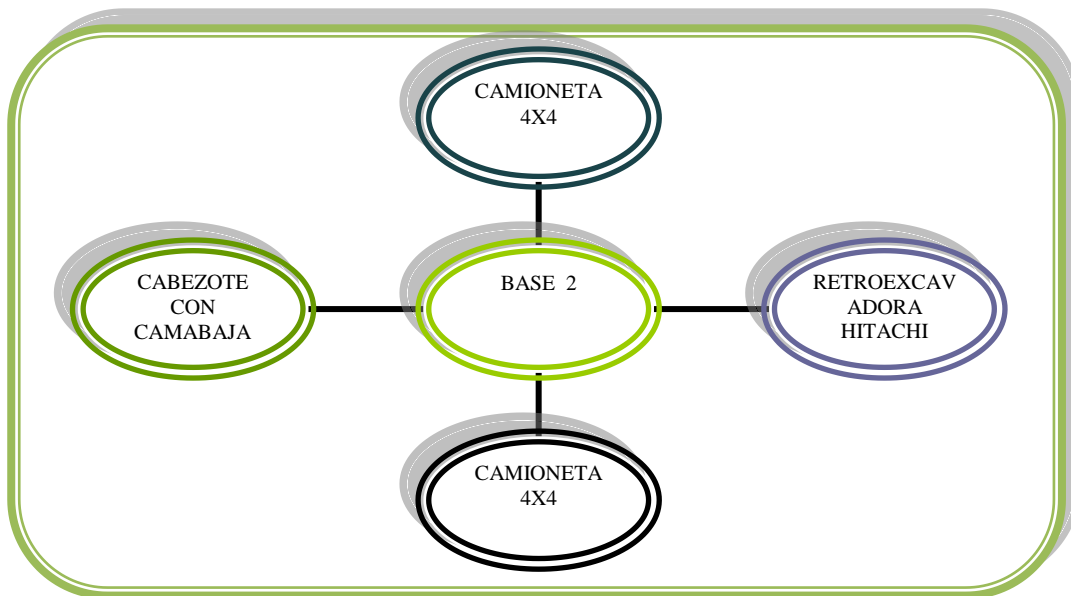 CAMIONETA
4X4
CABEZOTE
CON
CAMABAJA
BASE 2
RETROEXCAV
ADORA
HITACHI
CAMIONETA
4X4